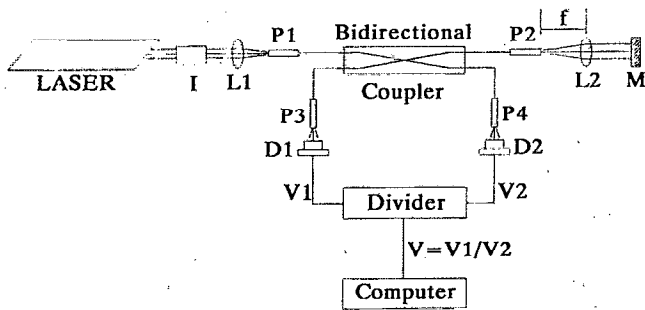 LASER
I
L1
P1
Bidirectional
Coupler
P2
f
L2
M
P3
P4
D1
D2
V1
Divider
V2
V=V1/V2
Computer